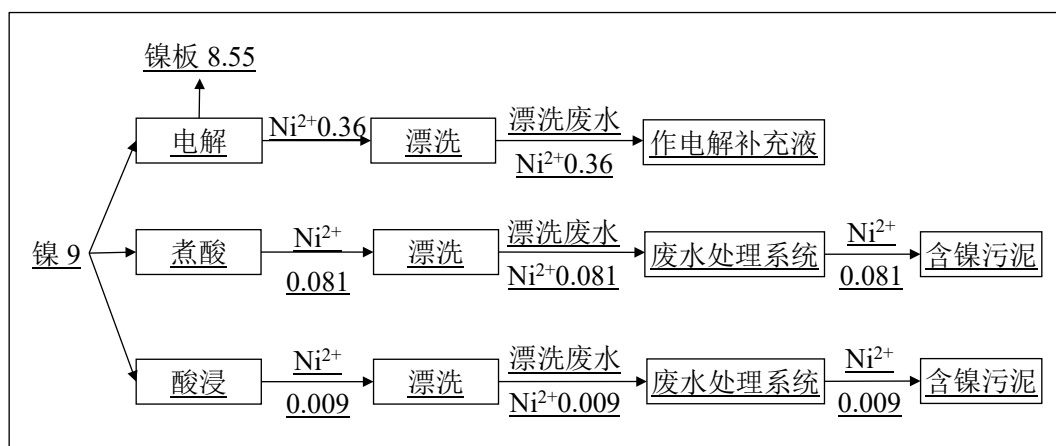 镍板 8.55
电解
Ni²⁺0.36
漂洗
漂洗废水
Ni²⁺0.36
作电解补充液
镍 9
煮酸
Ni²⁺
0.081
漂洗
漂洗废水
Ni²⁺0.081
废水处理系统
Ni²⁺
0.081
含镍污泥
酸浸
Ni²⁺
0.009
漂洗
漂洗废水
Ni²⁺0.009
废水处理系统
Ni²⁺
0.009
含镍污泥